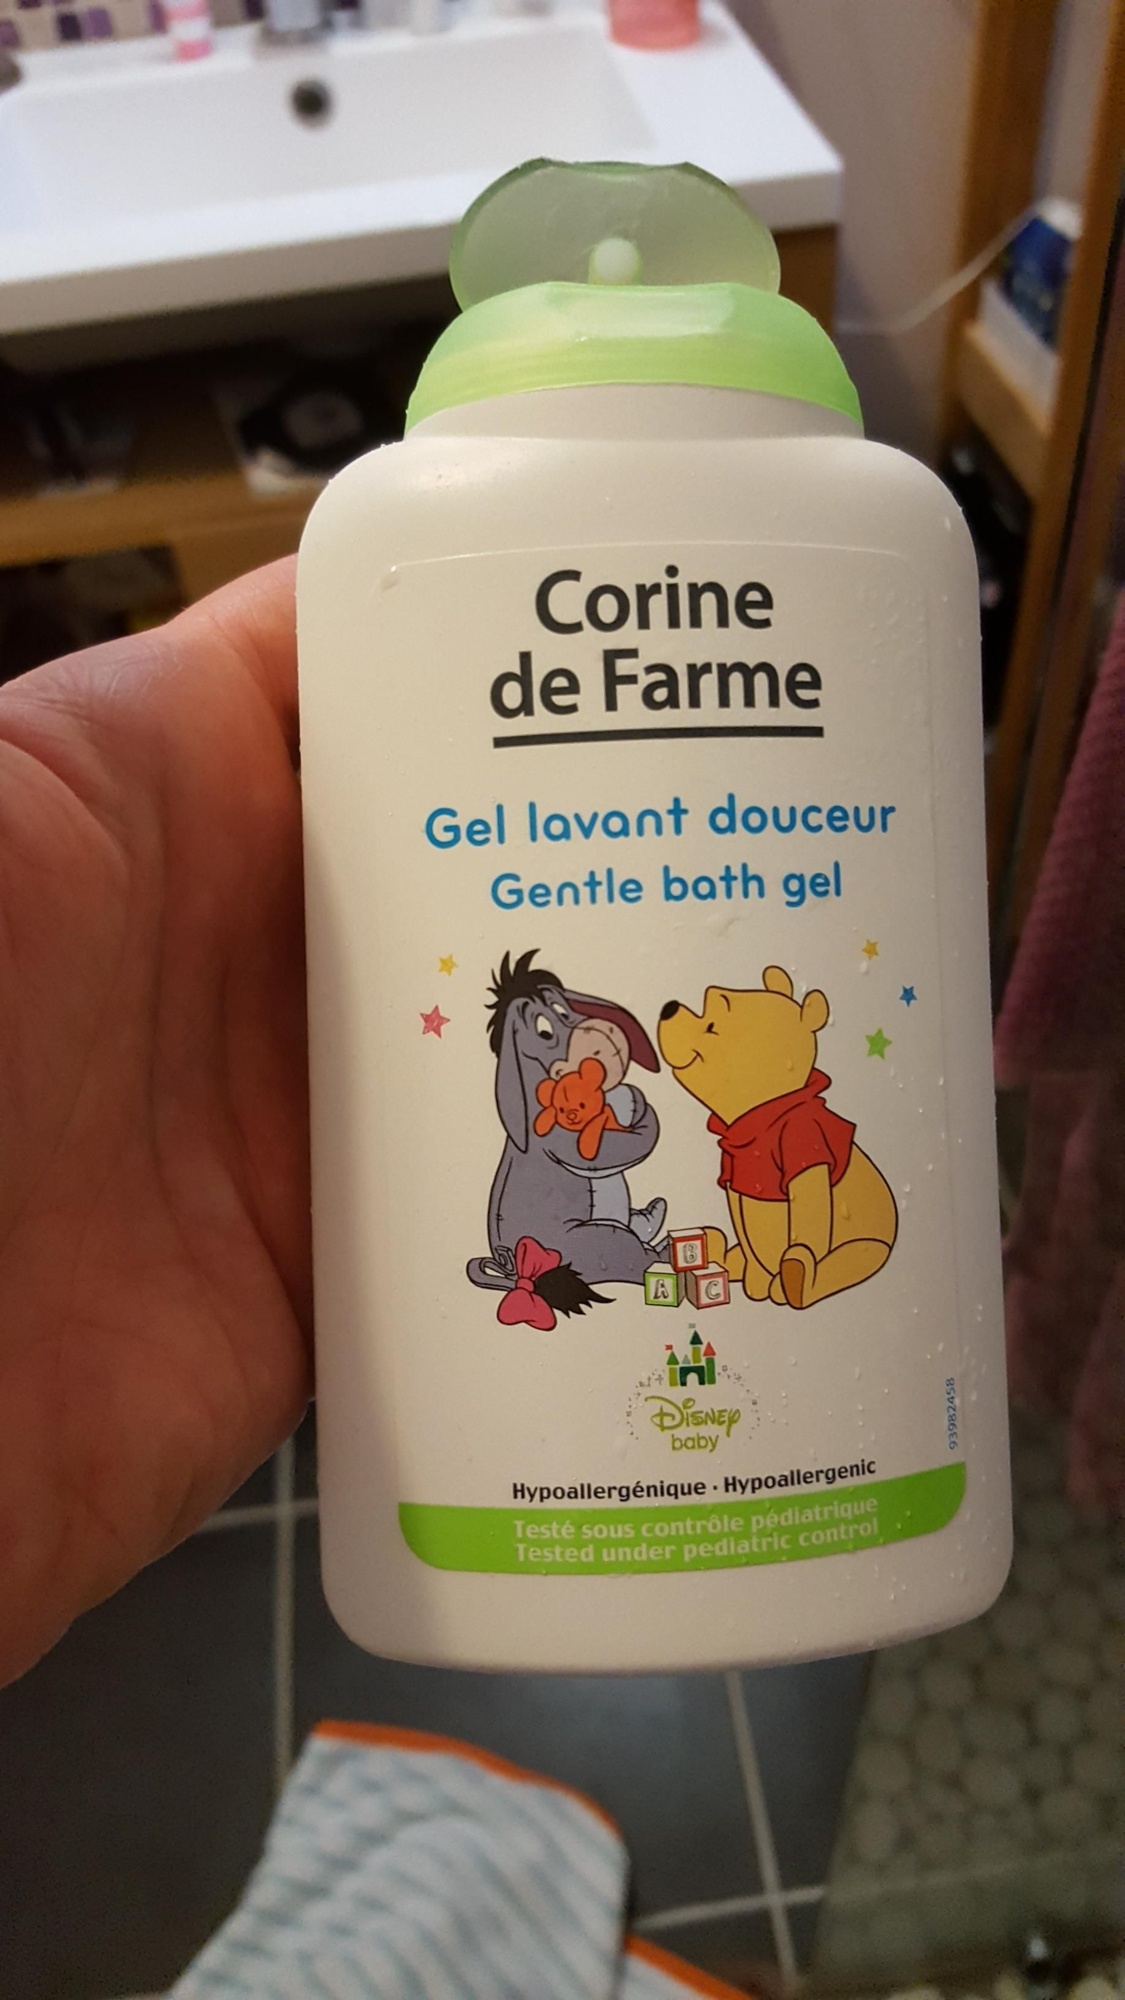 Corine
de Farme
Gel lavant douceur
Gentle bath gel
B
A C
Disney
baby
93982458
Hypoallergénique · Hypoallergenic
Testé sous contrôle pédiatrique
Tested under pediatric control